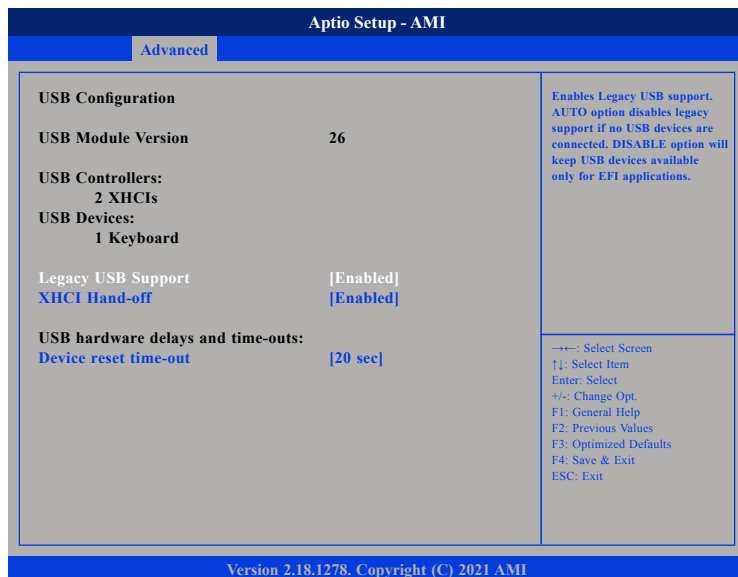 Aptio Setup - AMI
Advanced
USB Configuration
USB Module Version 26
USB Controllers:
2 XHCIs
USB Devices:
1 Keyboard
Legacy USB Support [Enabled]
XHCI Hand-off [Enabled]
USB hardware delays and time-outs:
Device reset time-out [20 sec]
Enables Legacy USB support.
AUTO option disables legacy
support if no USB devices are
connected. DISABLE option will
keep USB devices available
only for EFI applications.
→←: Select Screen
↑↓: Select Item
Enter: Select
+/-: Change Opt.
F1: General Help
F2: Previous Values
F3: Optimized Defaults
F4: Save & Exit
ESC: Exit
Version 2.18.1278. Copyright (C) 2021 AMI